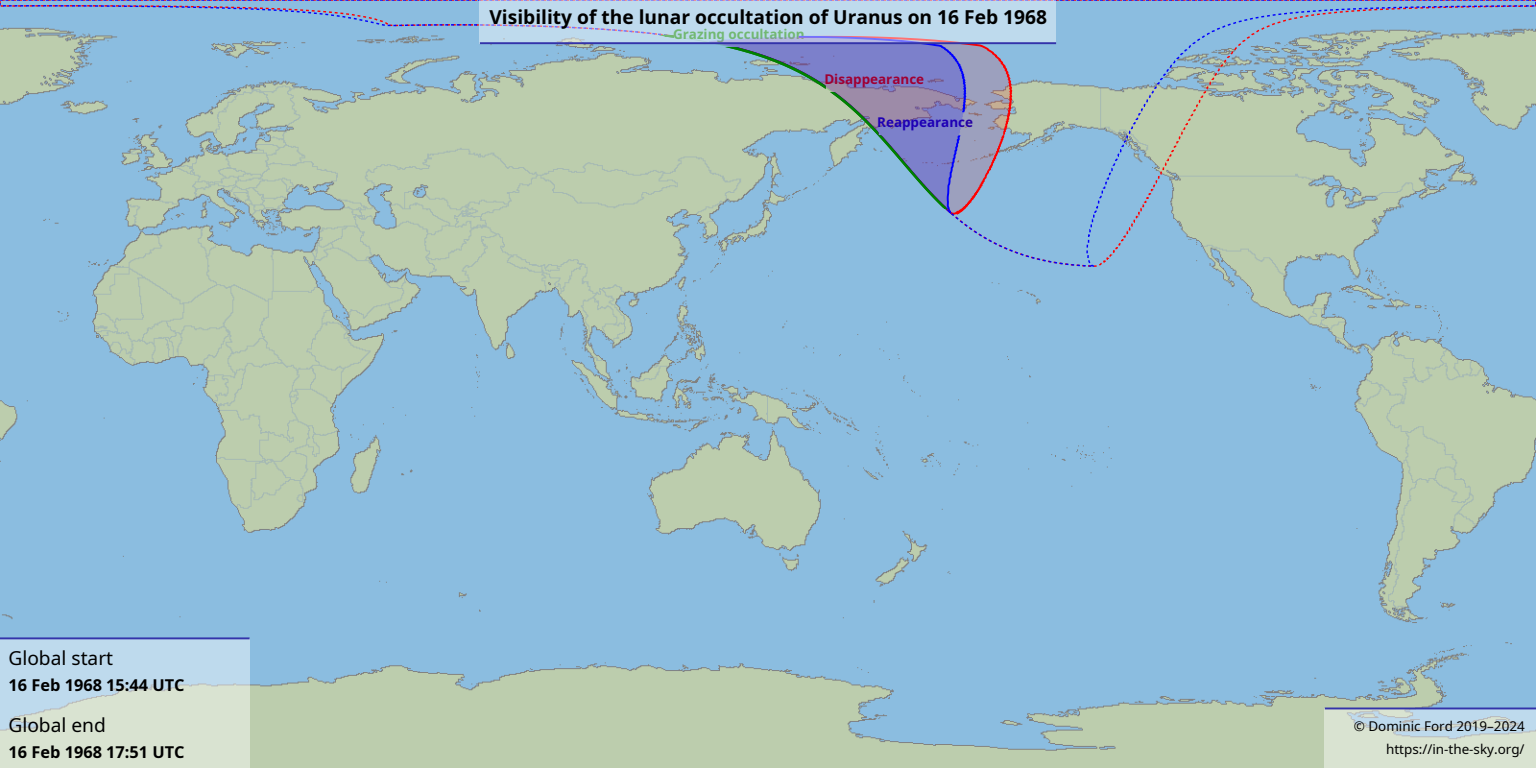 Visibility of the lunar occultation of Uranus on 16 Feb 1968
Grazing occultation
Disappearance
Reappearance
Global start
16 Feb 1968 15:44 UTC
Global end
16 Feb 1968 17:51 UTC
© Dominic Ford 2019–2024
https://in-the-sky.org/